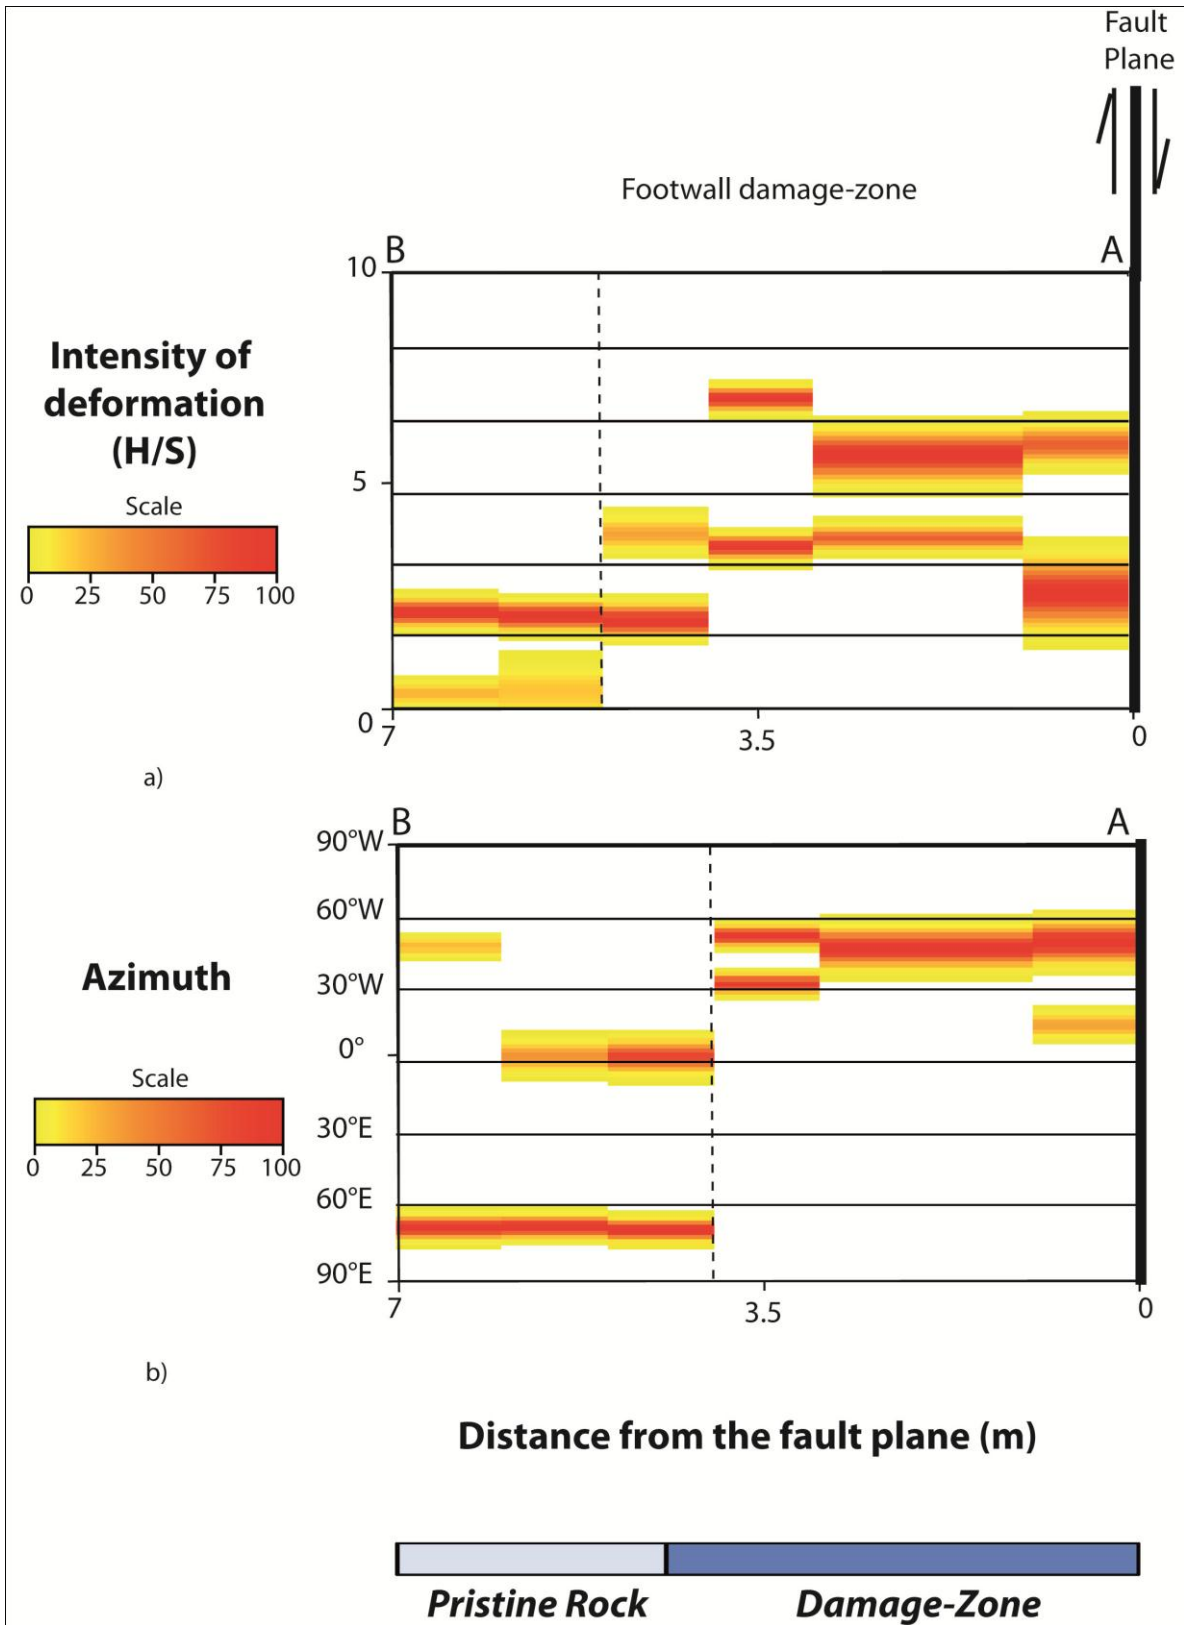 Fault
Plane
Footwall damage-zone
B
A
10
Intensity of
deformation
(H/S)
5
Scale
0 25 50 75 100
0
7
3.5
0
a)
B
A
90°W
60°W
Azimuth
30°W
0°
Scale
30°E
0 25 50 75 100
60°E
90°E
7
3.5
0
b)
Distance from the fault plane (m)
Pristine Rock
Damage-Zone